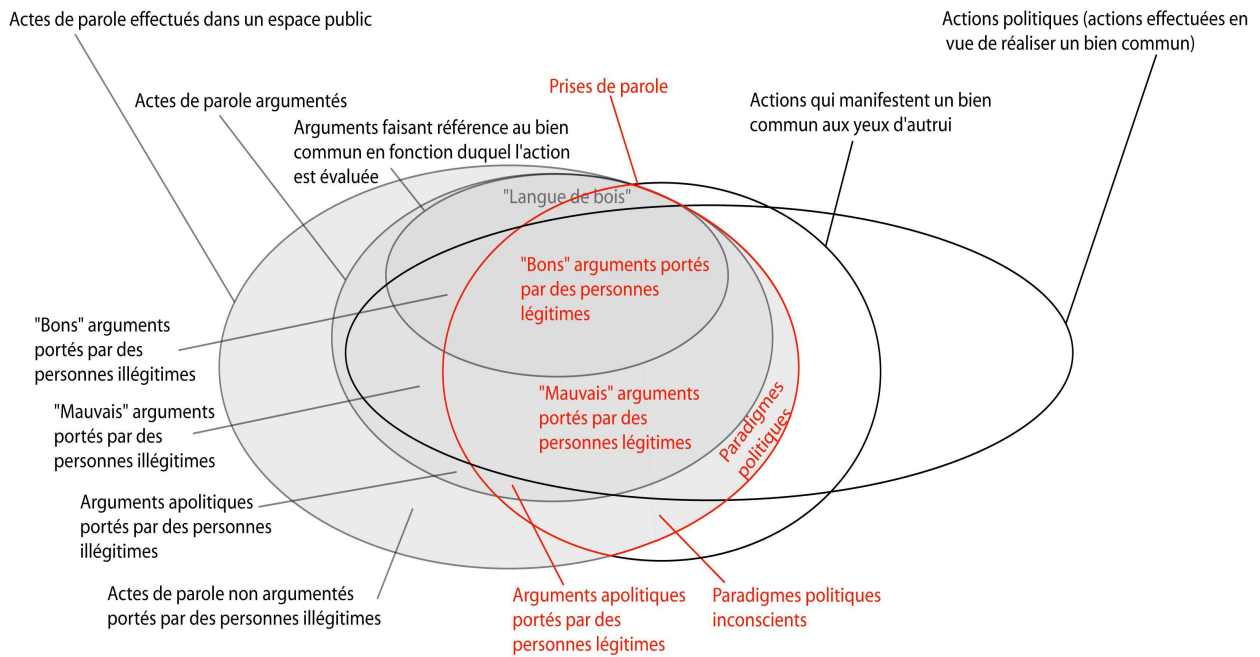 Actes de parole effectués dans un espace public
Actions politiques (actions effectuées en
vue de réaliser un bien commun)
Prises de parole
Actes de parole argumentés
Actions qui manifestent un bien
commun aux yeux d'autrui
Arguments faisant référence au bien
commun en fonction duquel l'action
est évaluée
"Langue de bois"
"Bons" arguments portés
par des personnes
légitimes
"Bons" arguments
portés par des
personnes illégitimes
"Mauvais" arguments
portés par des
personnes légitimes
Paradigmes
politiques
"Mauvais" arguments
portés par des
personnes illégitimes
Arguments apolitiques
portés par des personnes
illégitimes
Actes de parole non argumentés
portés par des personnes illégitimes
Arguments apolitiques
portés par des
personnes légitimes
Paradigmes politiques
inconscients